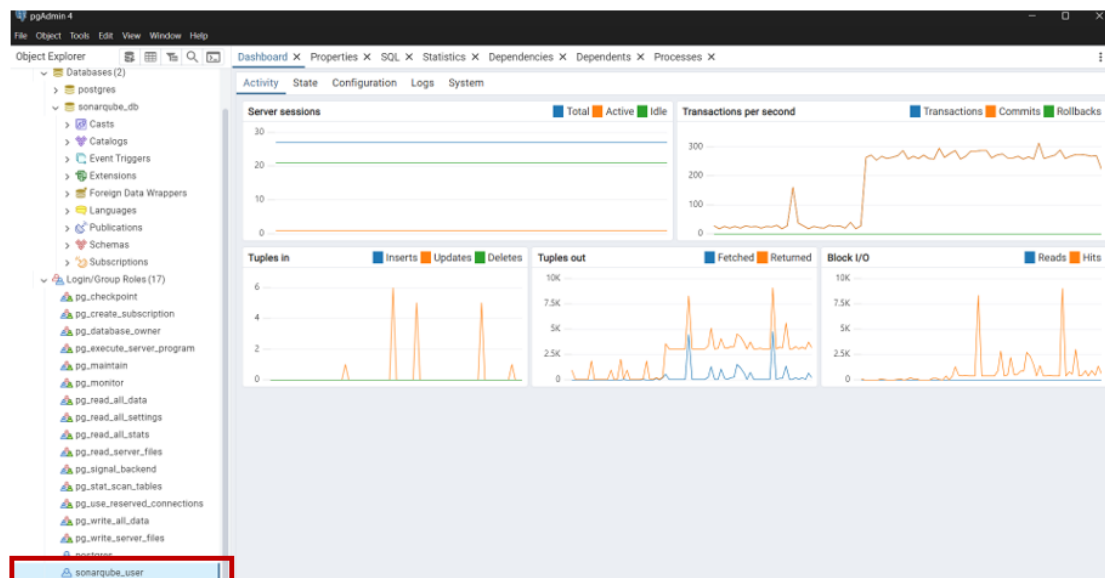 pgAdmin 4
File Object Tools Edit View Window Help
Object Explorer
Dashboard Properties SQL Statistics Dependencies Dependents Processes
Activity State Configuration Logs System
Databases (2)
postgres
sonarqube_db
Casts
Catalogs
Event Triggers
Extensions
Foreign Data Wrappers
Languages
Publications
Schemas
Subscriptions
Login/Group Roles (17)
pg_checkpoint
pg_create_subscription
pg_database_owner
pg_execute_server_program
pg_maintain
pg_monitor
pg_read_all_data
pg_read_all_settings
pg_read_all_stats
pg_read_server_files
pg_signal_backend
pg_stat_scan_tables
pg_use_reserved_connections
pg_write_all_data
pg_write_server_files
postgres
sonarqube_user
Server sessions Total Active Idle
30
20
10
0
Transactions per second Transactions Commits Rollbacks
300
200
100
0
Tuples in Inserts Updates Deletes
6
4
2
0
Tuples out Fetched Returned
10K
7.5K
5K
2.5K
0
Block I/O Reads Hits
10K
7.5K
5K
2.5K
0